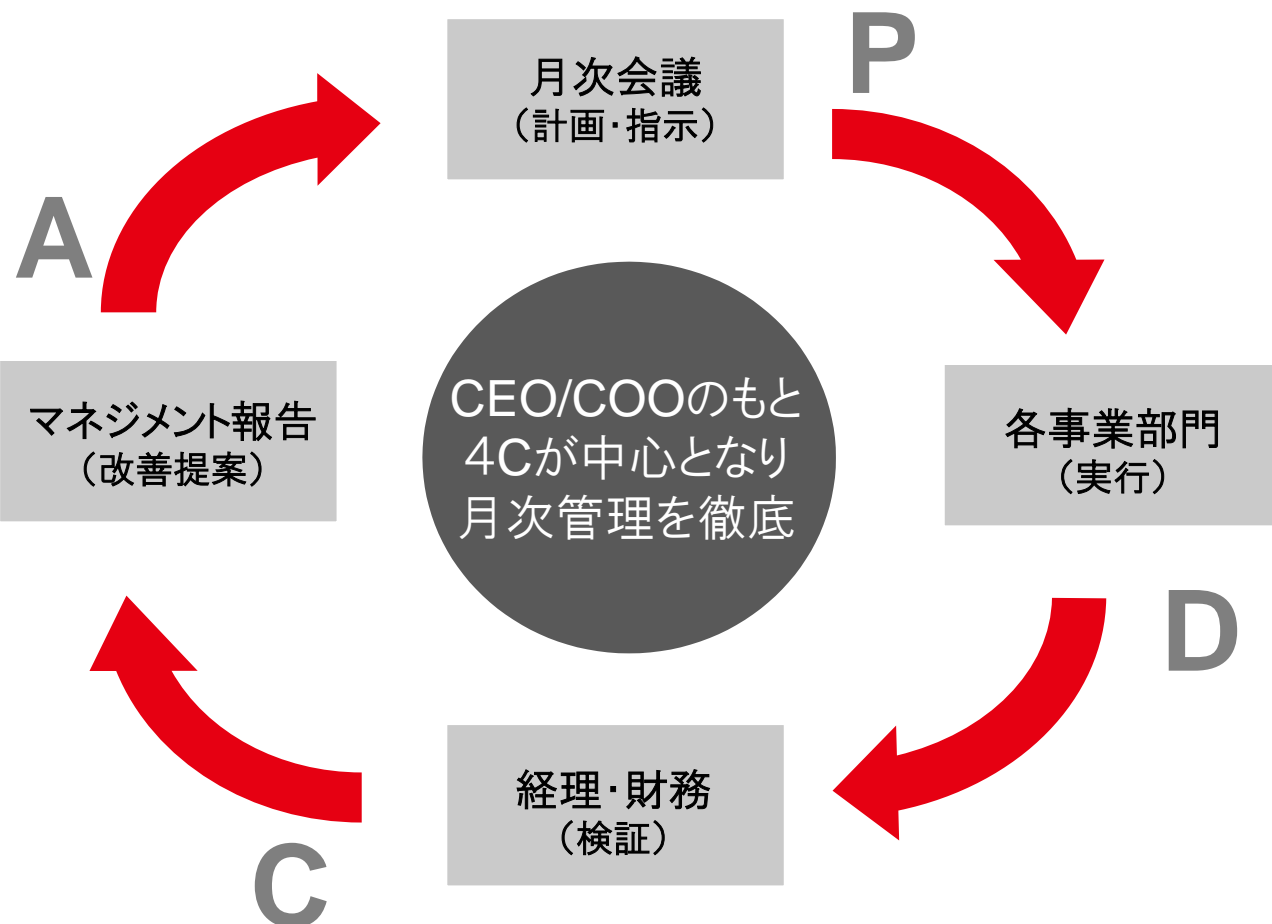 月次会議
（計画・指示）
P
各事業部門
（実行）
D
経理・財務
（検証）
C
マネジメント報告
（改善提案）
A
CEO/COOのもと
４Cが中心となり
月次管理を徹底